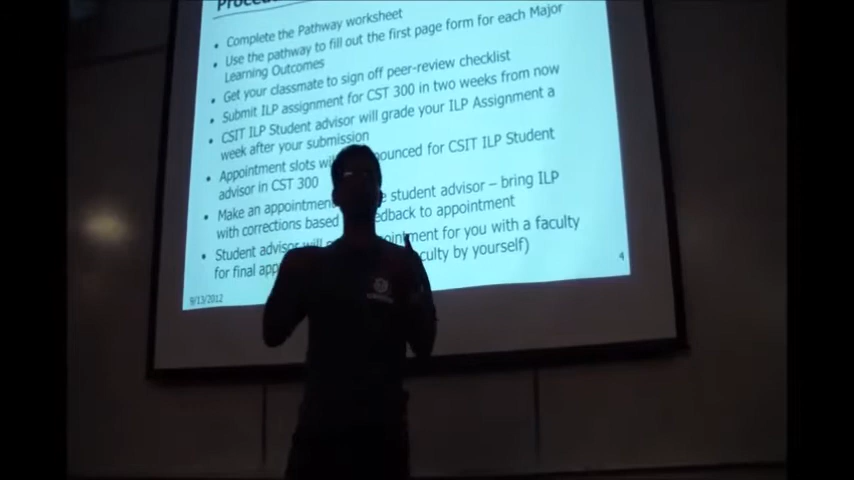 • Complete the Pathway worksheet
• Use the pathway to fill out the first page form for each Major
Learning Outcomes
• Get your classmate to sign off peer-review checklist
• Submit ILP assignment for CST 300 in two weeks from now
• CSIT ILP Student advisor will grade your ILP Assignment a
week after your submission
• Appointment slots nounced for CSIT ILP Student
advisor in CST 300
• Make an appointment student advisor – bring ILP
with corrections based edback to appointment
• Student advisor ointment for you with a faculty
for final culty by yourself)
9/13/2012
4